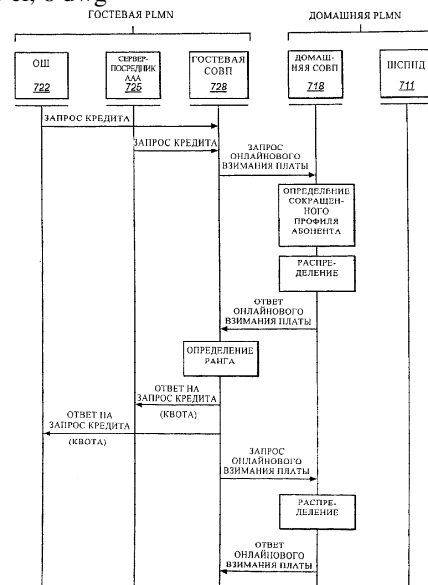 ГОСТЕВАЯ PLMN
ДОМАШНЯЯ PLMN
ОШ
722
СЕРВЕР-
ПОСРЕДНИК
ААА
725
ГОСТЕВАЯ
СОВП
728
ДОМАШ-
НЯЯ СОВП
718
711
ЗАПРОС КРЕДИТА
ЗАПРОС КРЕДИТА
ЗАПРОС
ОНЛАЙНОВОГО
ВЗИМАНИЯ ПЛАТЫ
ОПРЕДЕЛЕНИЕ
СОКРАЩЕН-
НОГО
ПРОФИЛЯ
АБОНЕНТА
РАСПРЕ-
ДЕЛЕНИЕ
ОТВЕТ
ОНЛАЙНОВОГО
ВЗИМАНИЯ ПЛАТЫ
ОПРЕДЕЛЕНИЕ
РАНГА
ОТВЕТ НА
ЗАПРОС КРЕДИТА
(КВОТА)
ОТВЕТ НА
ЗАПРОС КРЕДИТА
(КВОТА)
ЗАПРОС
ОНЛАЙНОВОГО
ВЗИМАНИЯ ПЛАТЫ
РАСПРЕ-
ДЕЛЕНИЕ
ОТВЕТ
ОНЛАЙНОВОГО
ВЗИМАНИЯ ПЛАТЫ